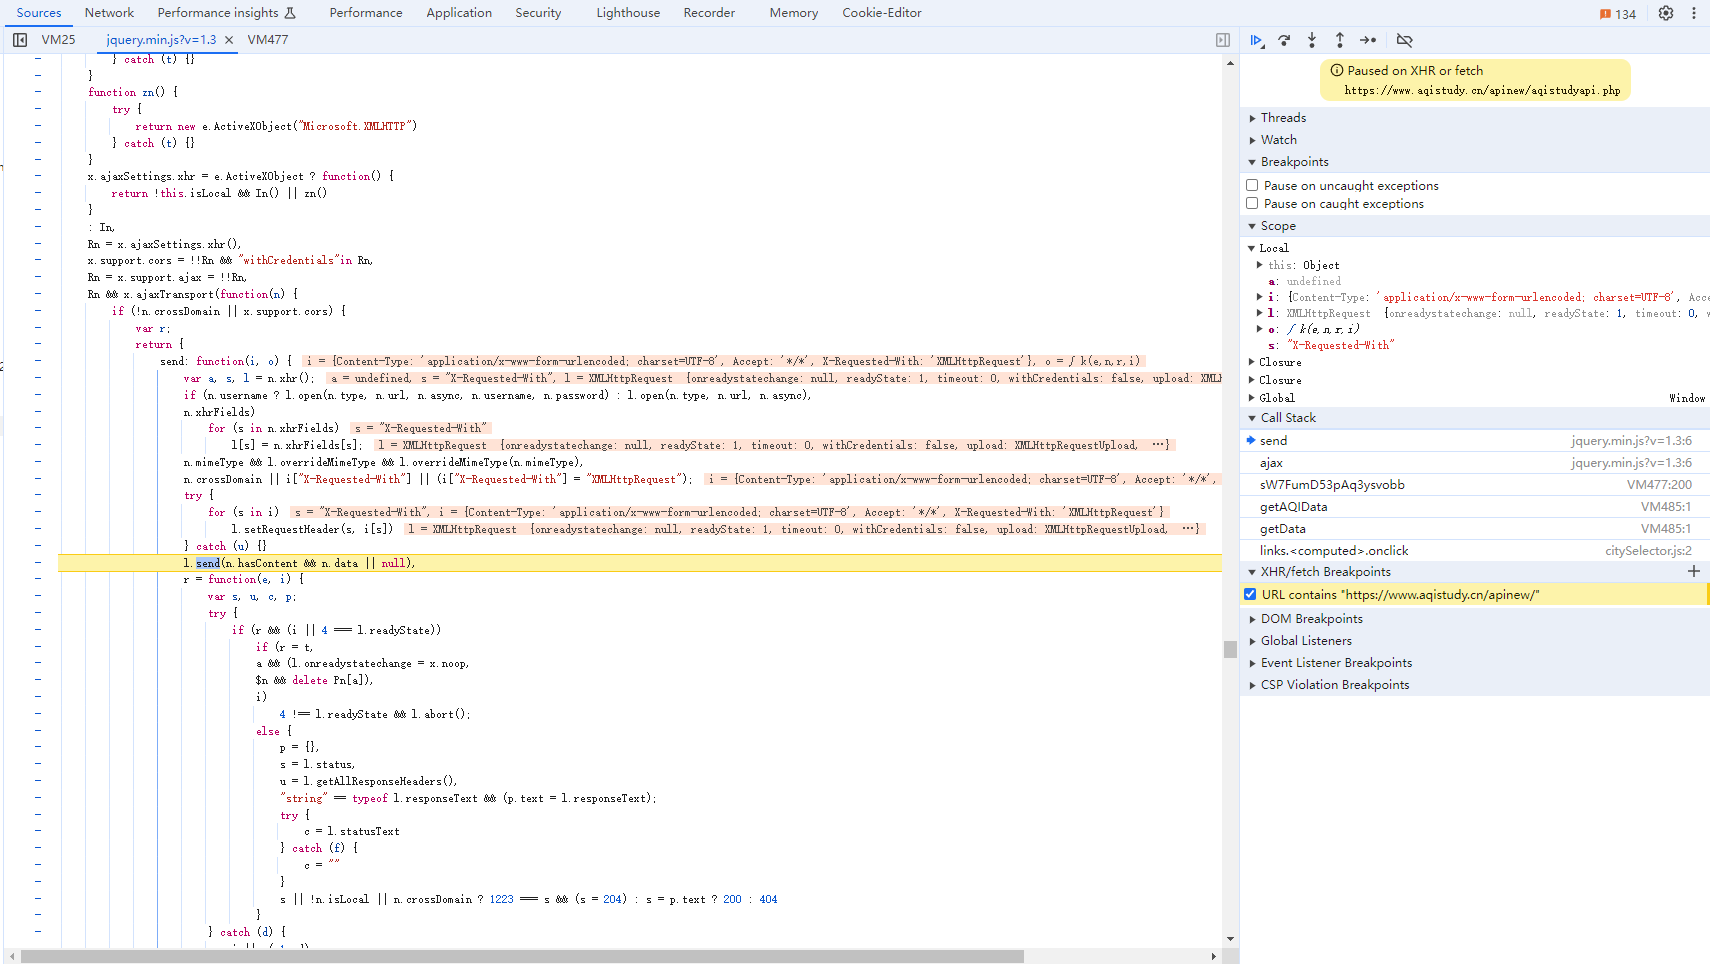 Sources Network Performance insights Performance Application Security Lighthouse Recorder Memory Cookie-Editor 134
VM25 jquery.min.js?v=1.3 × VM477
} catch (t) {}
}
function zn() {
try {
return new e.ActiveXObject("Microsoft.XMLHTTP")
} catch (t) {}
}
x.ajaxSettings.xhr = e.ActiveXObject ? function() {
return !this.isLocal && In() || zn()
}
: In,
Rn = x.ajaxSettings.xhr(),
x.support.cors = !!Rn && "withCredentials"in Rn,
Rn = x.support.ajax = !!Rn,
Rn && x.ajaxTransport(function(n) {
if (!n.crossDomain || x.support.cors) {
var r;
return {
send: function(i, o) { i = {Content-Type: 'application/x-www-form-urlencoded; charset=UTF-8', Accept: '*/*', X-Requested-With: 'XMLHttpRequest'}, o = ƒ k(e,n,r,i)
var a, s, l = n.xhr(); a = undefined, s = "X-Requested-With", l = XMLHttpRequest {onreadystatechange: null, readyState: 1, timeout: 0, withCredentials: false, upload: XMLH
if (n.username ? l.open(n.type, n.url, n.async, n.username, n.password) : l.open(n.type, n.url, n.async),
n.xhrFields)
for (s in n.xhrFields) s = "X-Requested-With"
l[s] = n.xhrFields[s]; l = XMLHttpRequest {onreadystatechange: null, readyState: 1, timeout: 0, withCredentials: false, upload: XMLHttpRequestUpload, …}
n.mimeType && l.overrideMimeType && l.overrideMimeType(n.mimeType),
n.crossDomain || i["X-Requested-With"] || (i["X-Requested-With"] = "XMLHttpRequest"); i = {Content-Type: 'application/x-www-form-urlencoded; charset=UTF-8', Accept: '*/*',
try {
for (s in i) s = "X-Requested-With", i = {Content-Type: 'application/x-www-form-urlencoded; charset=UTF-8', Accept: '*/*', X-Requested-With: 'XMLHttpRequest'}
l.setRequestHeader(s, i[s]) l = XMLHttpRequest {onreadystatechange: null, readyState: 1, timeout: 0, withCredentials: false, upload: XMLHttpRequestUpload, …}
} catch (u) {}
l.send(n.hasContent && n.data || null),
r = function(e, i) {
var s, u, c, p;
try {
if (r && (i || 4 === l.readyState))
if (r = t,
a && (l.onreadystatechange = x.noop,
$n && delete Pn[a]),
i)
4 !== l.readyState && l.abort();
else {
p = {},
s = l.status,
u = l.getAllResponseHeaders(),
"string" == typeof l.responseText && (p.text = l.responseText);
try {
c = l.statusText
} catch (f) {
c = ""
}
s || !n.isLocal || n.crossDomain ? 1223 === s && (s = 204) : s = p.text ? 200 : 404
}
} catch (d) {
Paused on XHR or fetch
https://www.aqistudy.cn/apinew/aqistudyapi.php
Threads
Watch
Breakpoints
Pause on uncaught exceptions
Pause on caught exceptions
Scope
Local
this: Object
a: undefined
i: {Content-Type: 'application/x-www-form-urlencoded; charset=UTF-8', Acce
l: XMLHttpRequest {onreadystatechange: null, readyState: 1, timeout: 0, w
o: ƒ k(e,n,r,i)
s: "X-Requested-With"
Closure
Closure
Global Window
Call Stack
send jquery.min.js?v=1.3:6
ajax jquery.min.js?v=1.3:6
sW7FumD53pAq3ysvobb VM477:200
getAQIData VM485:1
getData VM485:1
links.<computed>.onclick citySelector.js:2
XHR/fetch Breakpoints
URL contains "https://www.aqistudy.cn/apinew/"
DOM Breakpoints
Global Listeners
Event Listener Breakpoints
CSP Violation Breakpoints